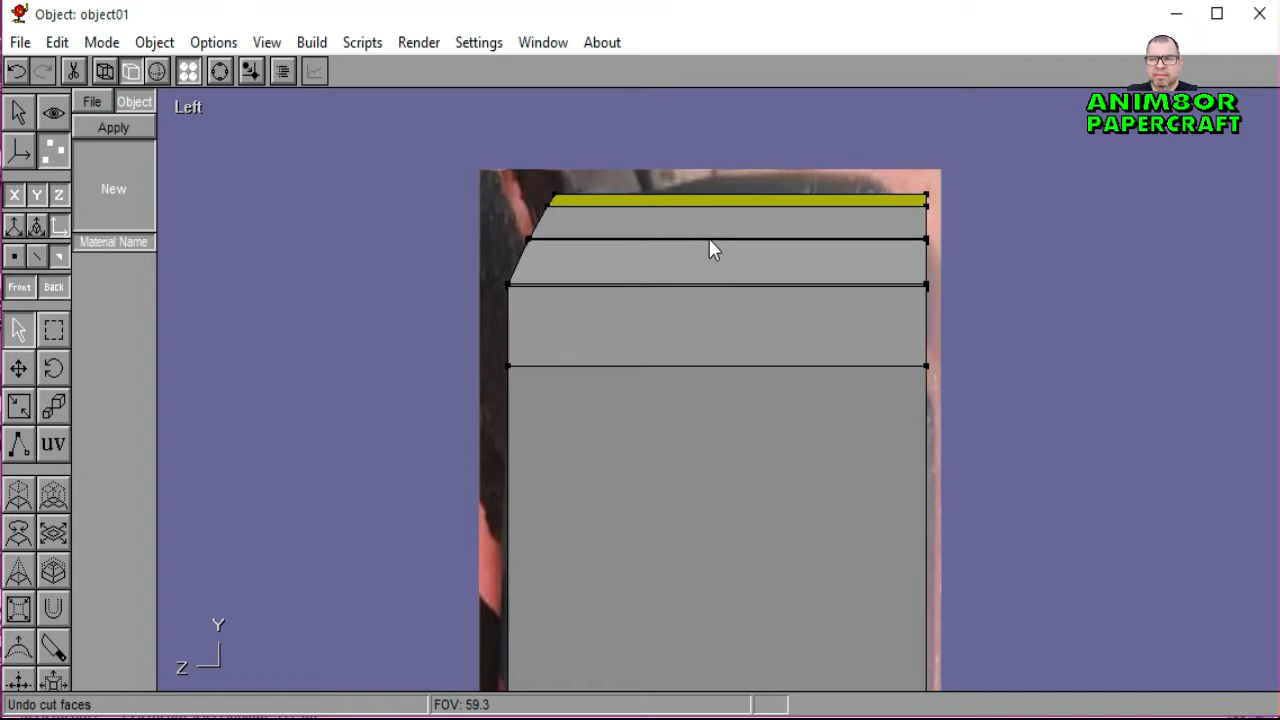 Object: object01
File Edit Mode Object Options View Build Scripts Render Settings Window About
ANIM8OR
PAPERCRAFT
File Object
Left
Apply
New
X Y Z
Material Name
Front Back
uv
Y
Z
Undo cut faces FOV: 59.3